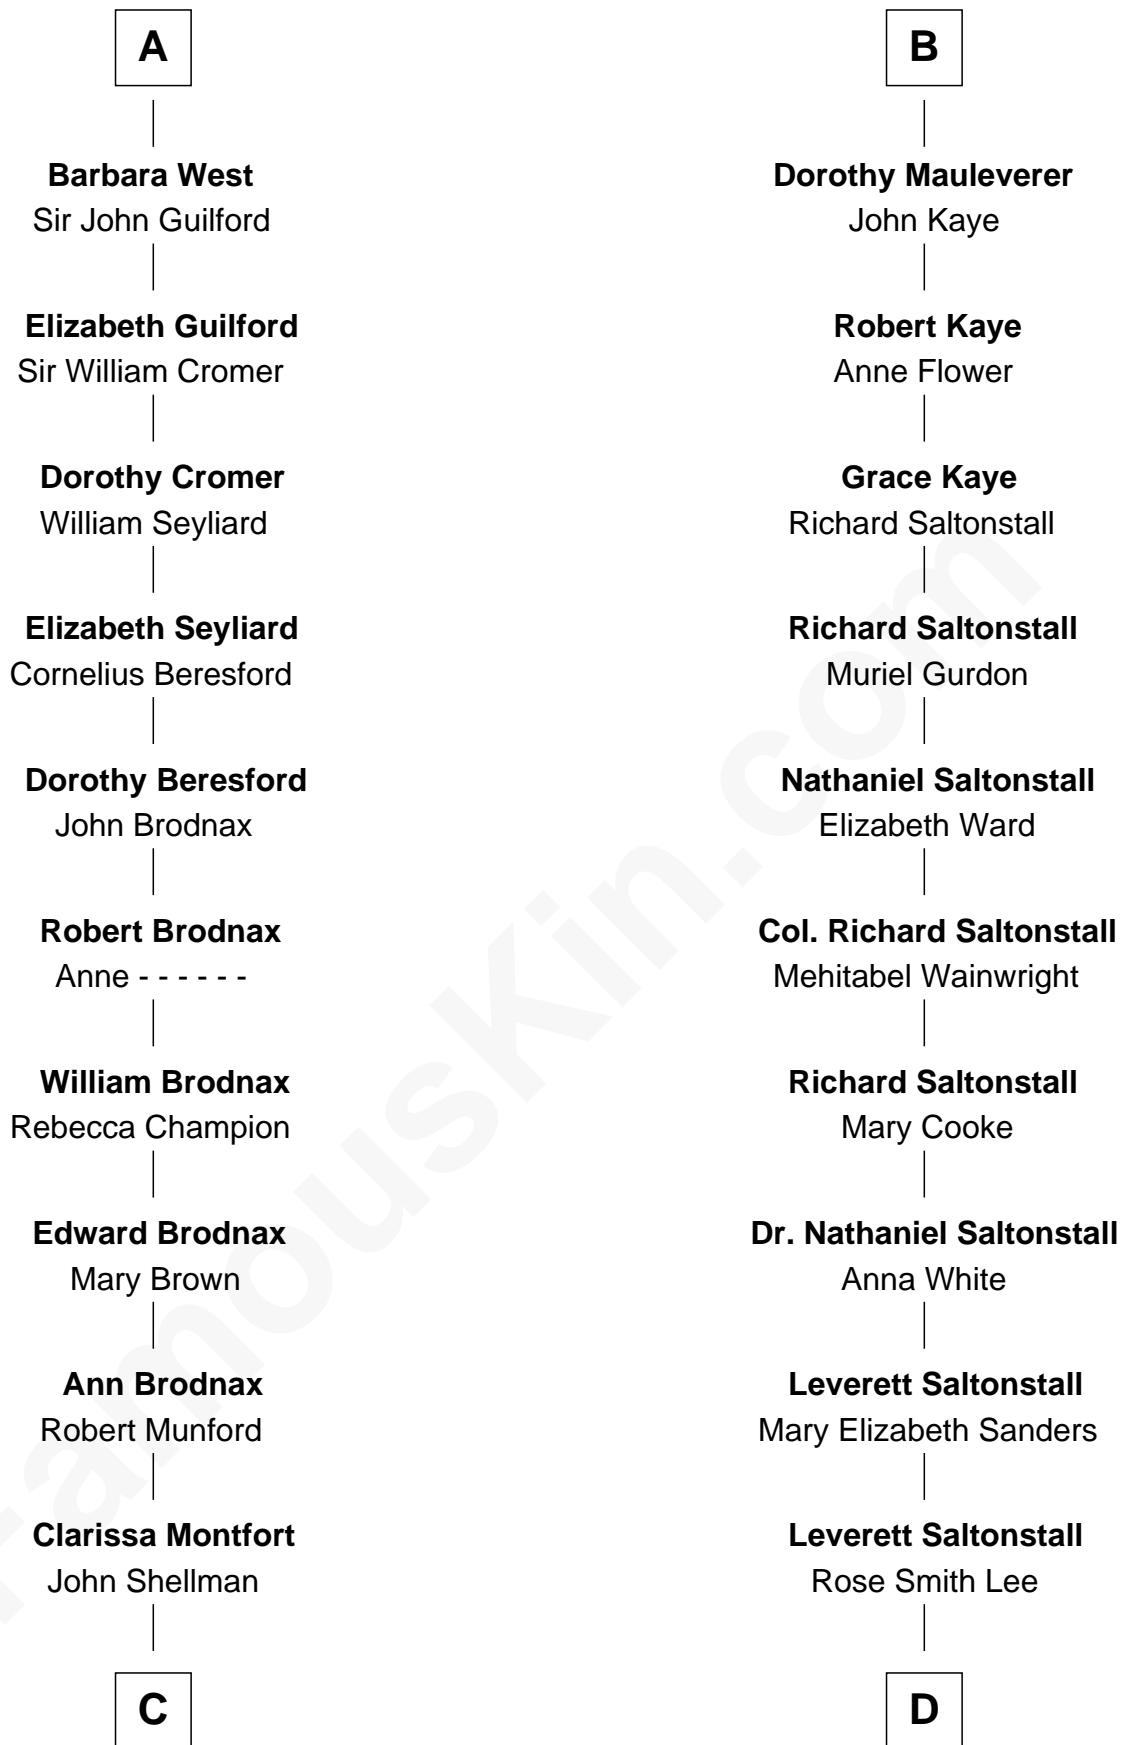 A
Barbara West
Sir John Guilford
Elizabeth Guilford
Sir William Cromer
Dorothy Cromer
William Seyliard
Elizabeth Seyliard
Cornelius Beresford
Dorothy Beresford
John Brodnax
Robert Brodnax
Anne - - - - - -
William Brodnax
Rebecca Champion
Edward Brodnax
Mary Brown
Ann Brodnax
Robert Munford
Clarissa Montfort
John Shellman
C
B
Dorothy Mauleverer
John Kaye
Robert Kaye
Anne Flower
Grace Kaye
Richard Saltonstall
Richard Saltonstall
Muriel Gurdon
Nathaniel Saltonstall
Elizabeth Ward
Col. Richard Saltonstall
Mehitabel Wainwright
Richard Saltonstall
Mary Cooke
Dr. Nathaniel Saltonstall
Anna White
Leverett Saltonstall
Mary Elizabeth Sanders
Leverett Saltonstall
Rose Smith Lee
D
FamousKin.com